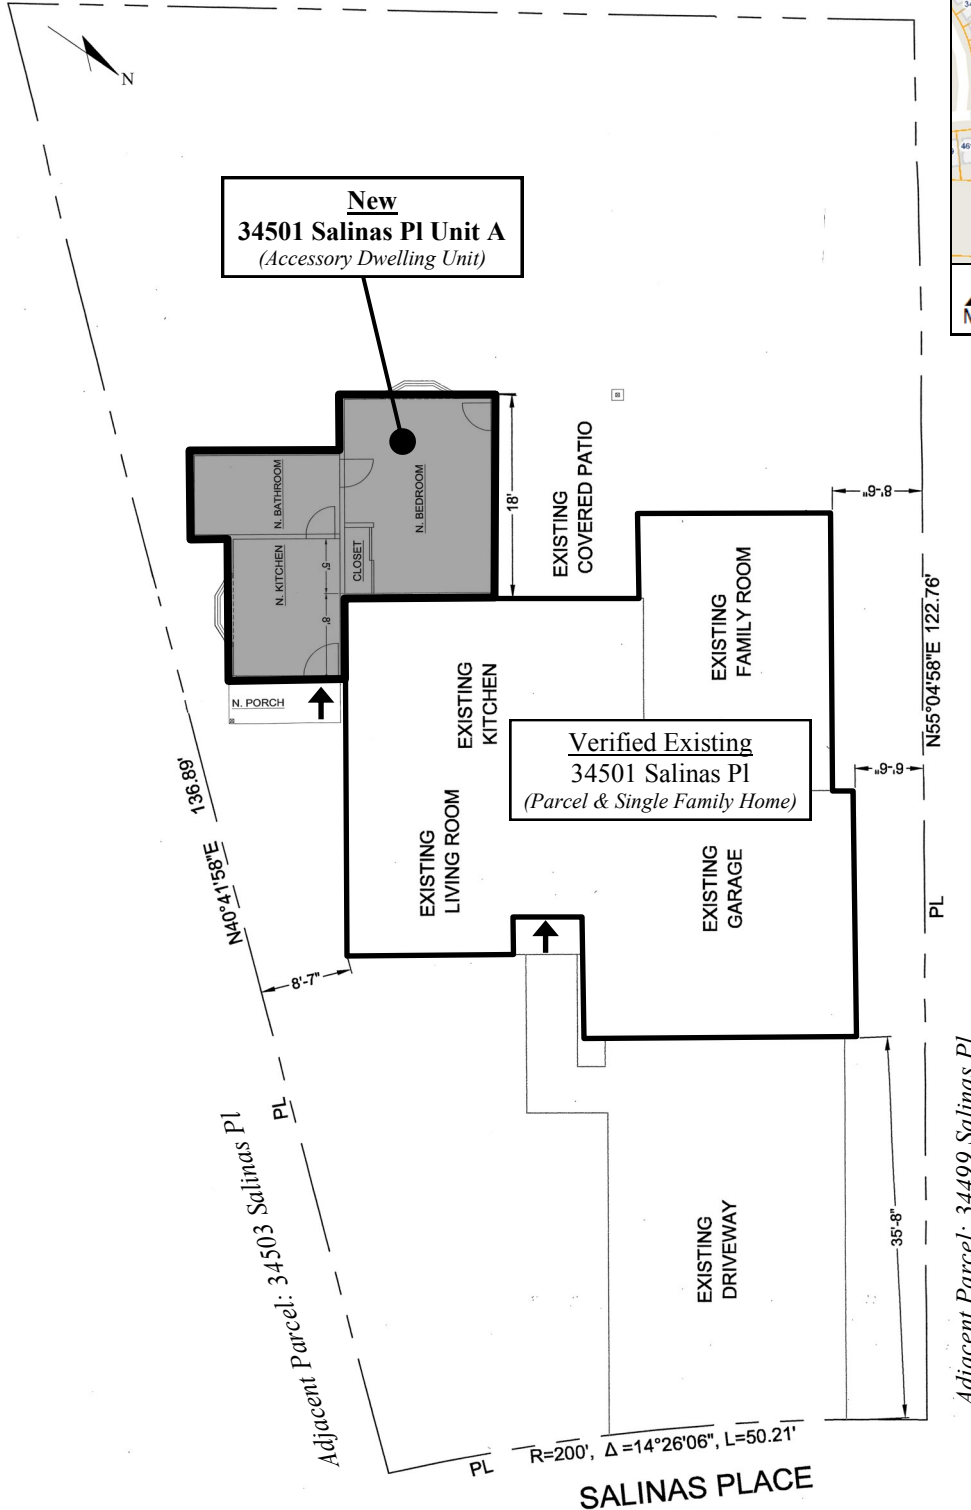 N
New
34501 Salinas Pl Unit A
(Accessory Dwelling Unit)
N. BATHROOM
N. BEDROOM
N. KITCHEN
CLOSET
5'
8'
18'
N. PORCH
EXISTING
COVERED PATIO
8'-6"
EXISTING
FAMILY ROOM
EXISTING
KITCHEN
N55°04'58"E 122.76'
Verified Existing
34501 Salinas Pl
(Parcel & Single Family Home)
6'-6"
136.89'
N40°41'58"E
EXISTING
LIVING ROOM
EXISTING
GARAGE
PL
8'-7"
PL
Adjacent Parcel: 34503 Salinas Pl
Adjacent Parcel: 34499 Salinas Pl
EXISTING
DRIVEWAY
35'-8"
PL
R=200', Δ=14°26'06", L=50.21'
SALINAS PLACE